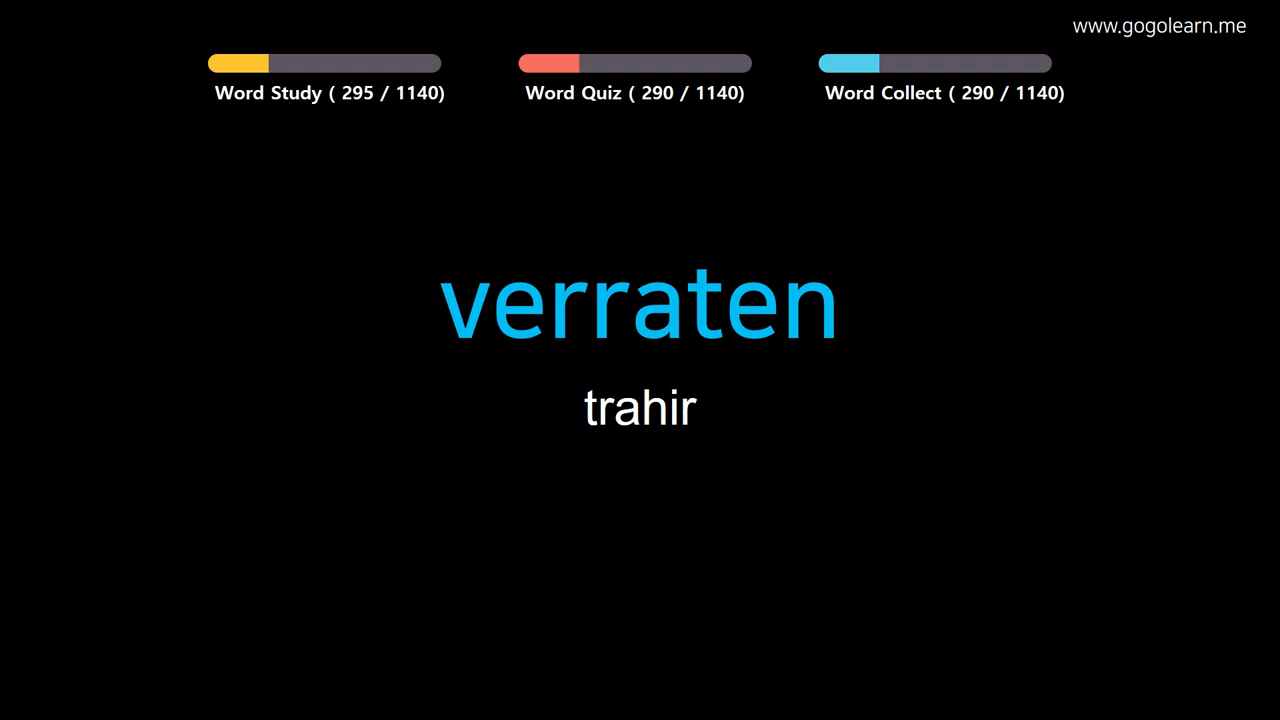 www.gogolearn.me
Word Study ( 295 / 1140)
Word Quiz ( 290 / 1140)
Word Collect ( 290 / 1140)
verraten
trahir